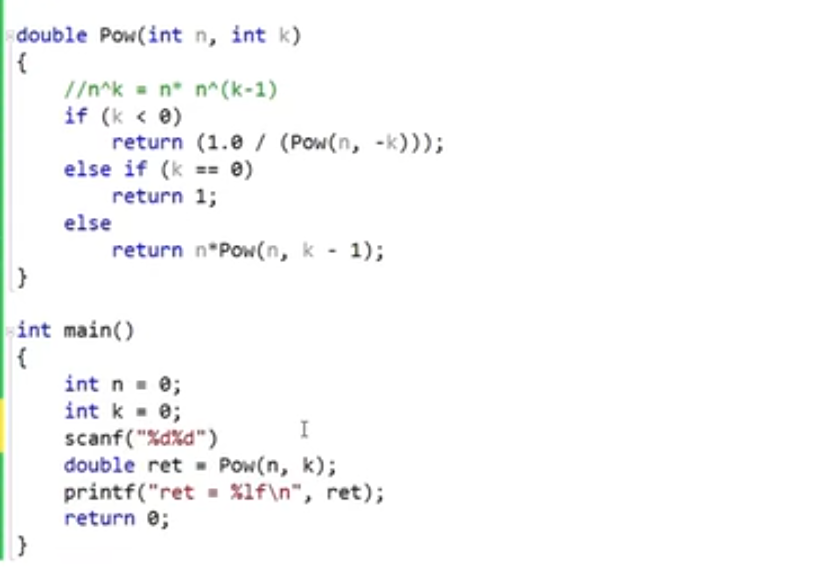 double Pow(int n, int k)
{
    //n^k = n* n^(k-1)
    if (k < 0)
        return (1.0 / (Pow(n, -k)));
    else if (k == 0)
        return 1;
    else
        return n*Pow(n, k - 1);
}
int main()
{
    int n = 0;
    int k = 0;
    scanf("%d%d")
    double ret = Pow(n, k);
    printf("ret = %lf\n", ret);
    return 0;
}